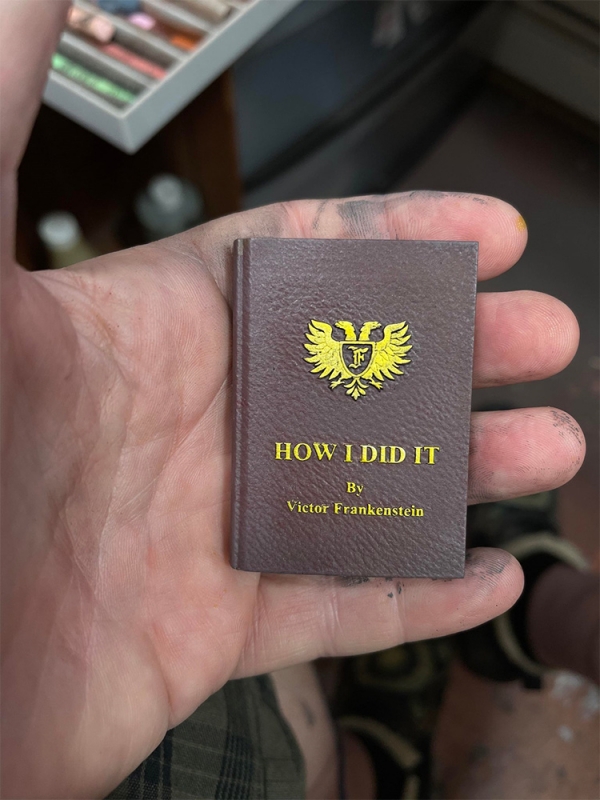 F
HOW I DID IT
By
Victor Frankenstein